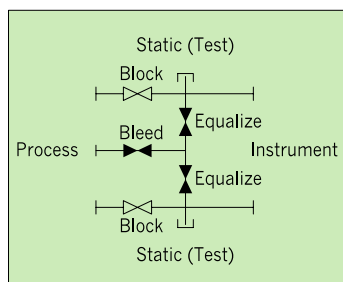 Static (Test)
Block
Equalize
Bleed
Process
Instrument
Equalize
Block
Static (Test)